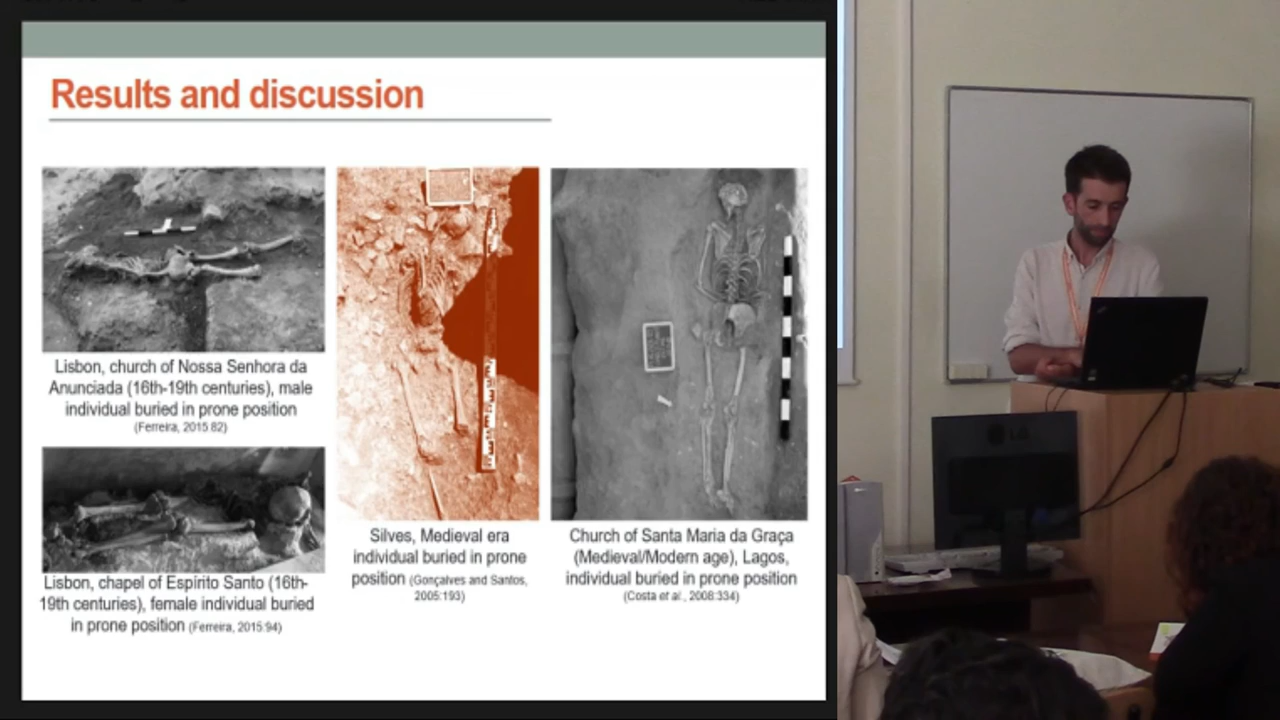 Results and discussion
Lisbon, church of Nossa Senhora da
Anunciada (16th-19th centuries), male
individual buried in prone position
(Ferreira, 2015 82)
Lisbon, chapel of Espírito Santo (16th-
19th centuries), female individual buried
in prone position (Ferreira, 2015:94)
Silves, Medieval era
individual buried in prone
position (Gonçalves and Santos,
2005:193)
Church of Santa Maria da Graça
(Medieval/Modern age), Lagos,
individual buried in prone position
(Costa et al., 2008:334)
LG